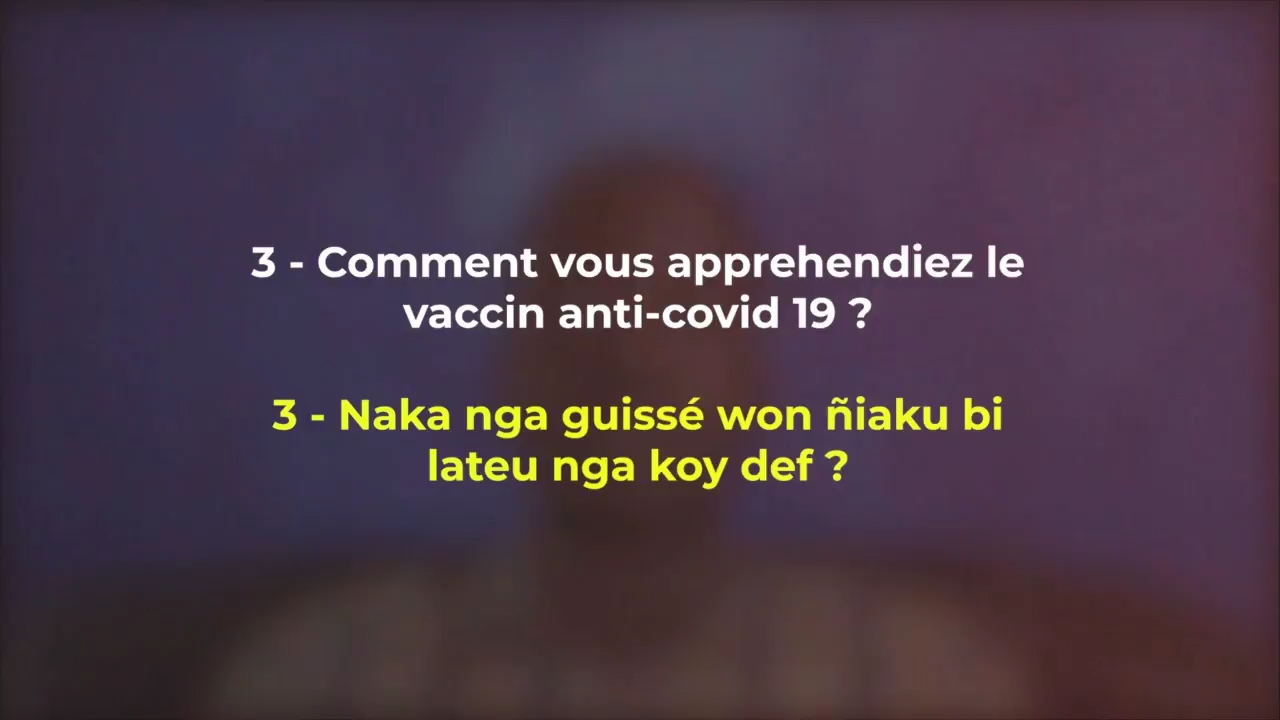 3 - Comment vous apprehendiez le
vaccin anti-covid 19 ?
3 - Naka nga guissé won ñiaku bi
lateu nga koy def ?